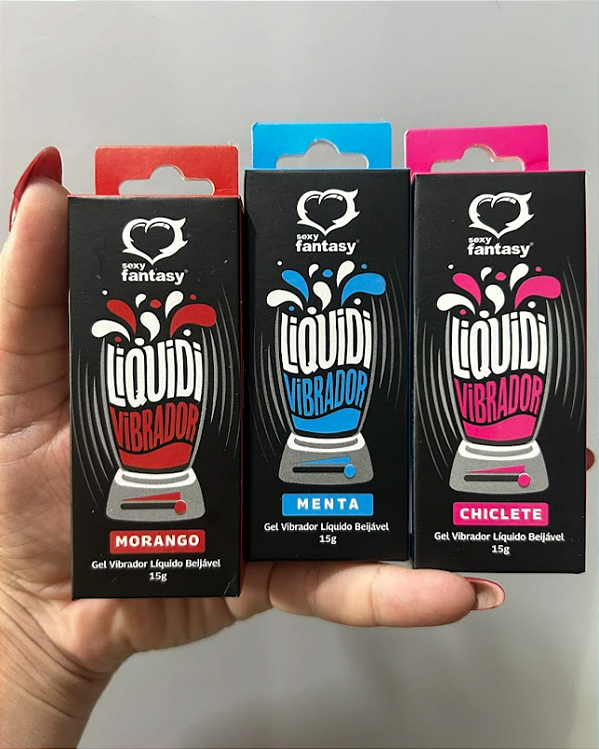 sexy
fantasy®
LiQUiDi
ViBRADOR
MORANGO
Gel Vibrador Líquido Beijável
15g
sexy
fantasy®
LiQUiDi
ViBRADOR
MENTA
Gel Vibrador Líquido Beijável
15g
sexy
fantasy®
LiQUiDi
ViBRADOR
CHICLETE
Gel Vibrador Líquido Beijável
15g